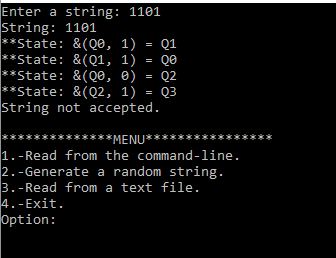 Enter a string: 1101
String: 1101
**State: &(Q0, 1) = Q1
**State: &(Q1, 1) = Q0
**State: &(Q0, 0) = Q2
**State: &(Q2, 1) = Q3
String not accepted.
**************MENU****************
1.-Read from the command-line.
2.-Generate a random string.
3.-Read from a text file.
4.-Exit.
Option: